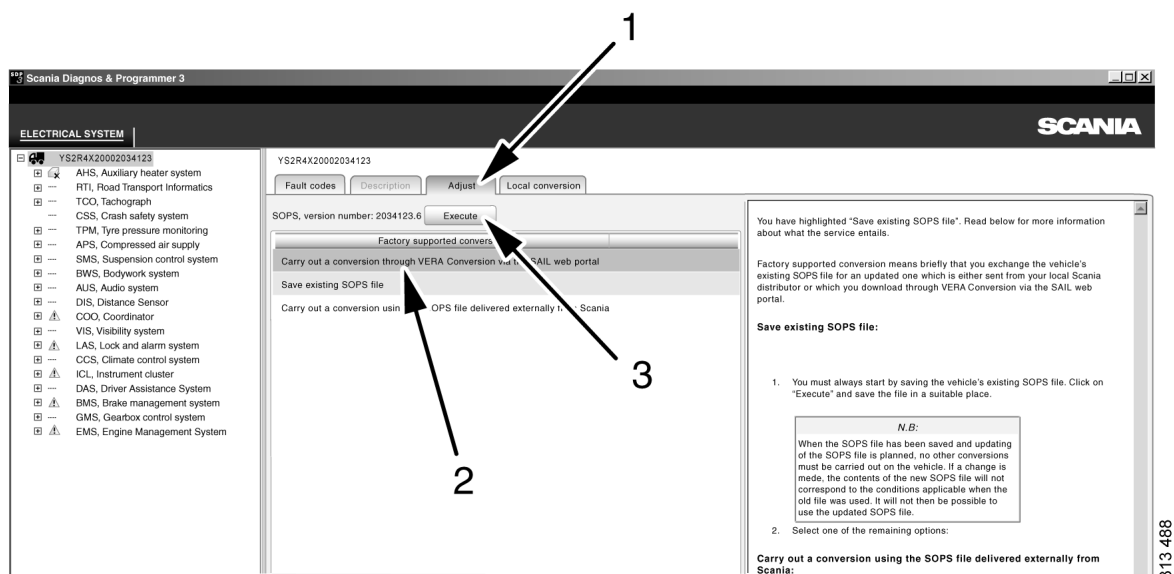 1
SDP 3 Scania Diagnos & Programmer 3
SCANIA
ELECTRICAL SYSTEM
YS2R4X20002034123
AHS, Auxiliary heater system
RTI, Road Transport Informatics
TCO, Tachograph
CSS, Crash safety system
TPM, Tyre pressure monitoring
APS, Compressed air supply
SMS, Suspension control system
BWS, Bodywork system
AUS, Audio system
DIS, Distance Sensor
COO, Coordinator
VIS, Visibility system
LAS, Lock and alarm system
CCS, Climate control system
ICL, Instrument cluster
DAS, Driver Assistance System
BMS, Brake management system
GMS, Gearbox control system
EMS, Engine Management System
YS2R4X20002034123
Fault codes Description Adjust Local conversion
SOPS, version number: 2034123.6 Execute
Factory supported convers
Carry out a conversion through VERA Conversion via the SAIL web portal
Save existing SOPS file
Carry out a conversion usin OPS file delivered externally Scania
3
2
You have highlighted “Save existing SOPS file”. Read below for more information
about what the service entails.
Factory supported conversion means briefly that you exchange the vehicle’s
existing SOPS file for an updated one which is either sent from your local Scania
distributor or which you download through VERA Conversion via the SAIL web
portal.
Save existing SOPS file:
1. You must always start by saving the vehicle’s existing SOPS file. Click on
“Execute” and save the file in a suitable place.
N.B:
When the SOPS file has been saved and updating
of the SOPS file is planned, no other conversions
must be carried out on the vehicle. If a change is
mede, the contents of the new SOPS file will not
correspond to the conditions applicable when the
old file was used. It will not then be possible to
use the updated SOPS file.
2. Select one of the remaining options:
Carry out a conversion using the SOPS file delivered externally from
Scania:
313 488